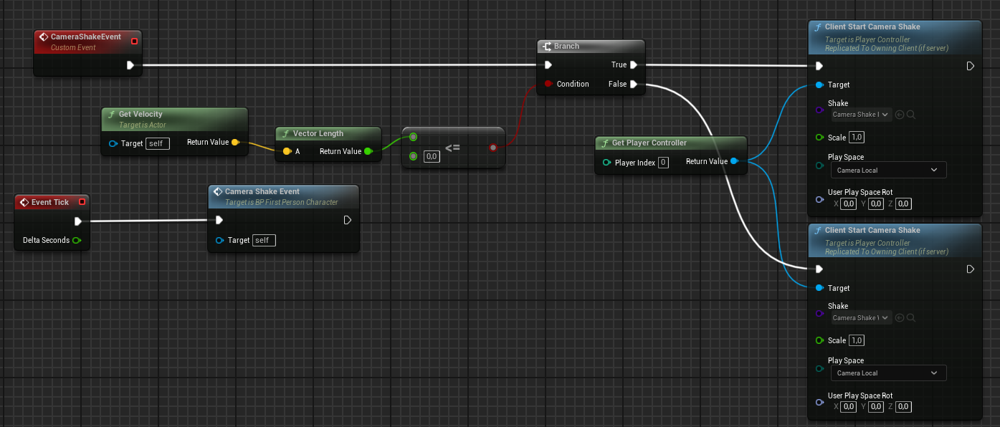 CameraShakeEvent
Custom Event
Get Velocity
Target is Actor
Target self
Return Value
Vector Length
A
Return Value
0,0
<=
Event Tick
Delta Seconds
Camera Shake Event
Target is BP First Person Character
Target self
Branch
True
Condition
False
Get Player Controller
Player Index 0
Return Value
Client Start Camera Shake
Target is Player Controller
Replicated To Owning Client (if server)
Target
Shake
Camera Shake
Scale 1,0
Play Space
Camera Local
User Play Space Rot
X 0,0 Y 0,0 Z 0,0
Client Start Camera Shake
Target is Player Controller
Replicated To Owning Client (if server)
Target
Shake
Camera Shake
Scale 1,0
Play Space
Camera Local
User Play Space Rot
X 0,0 Y 0,0 Z 0,0